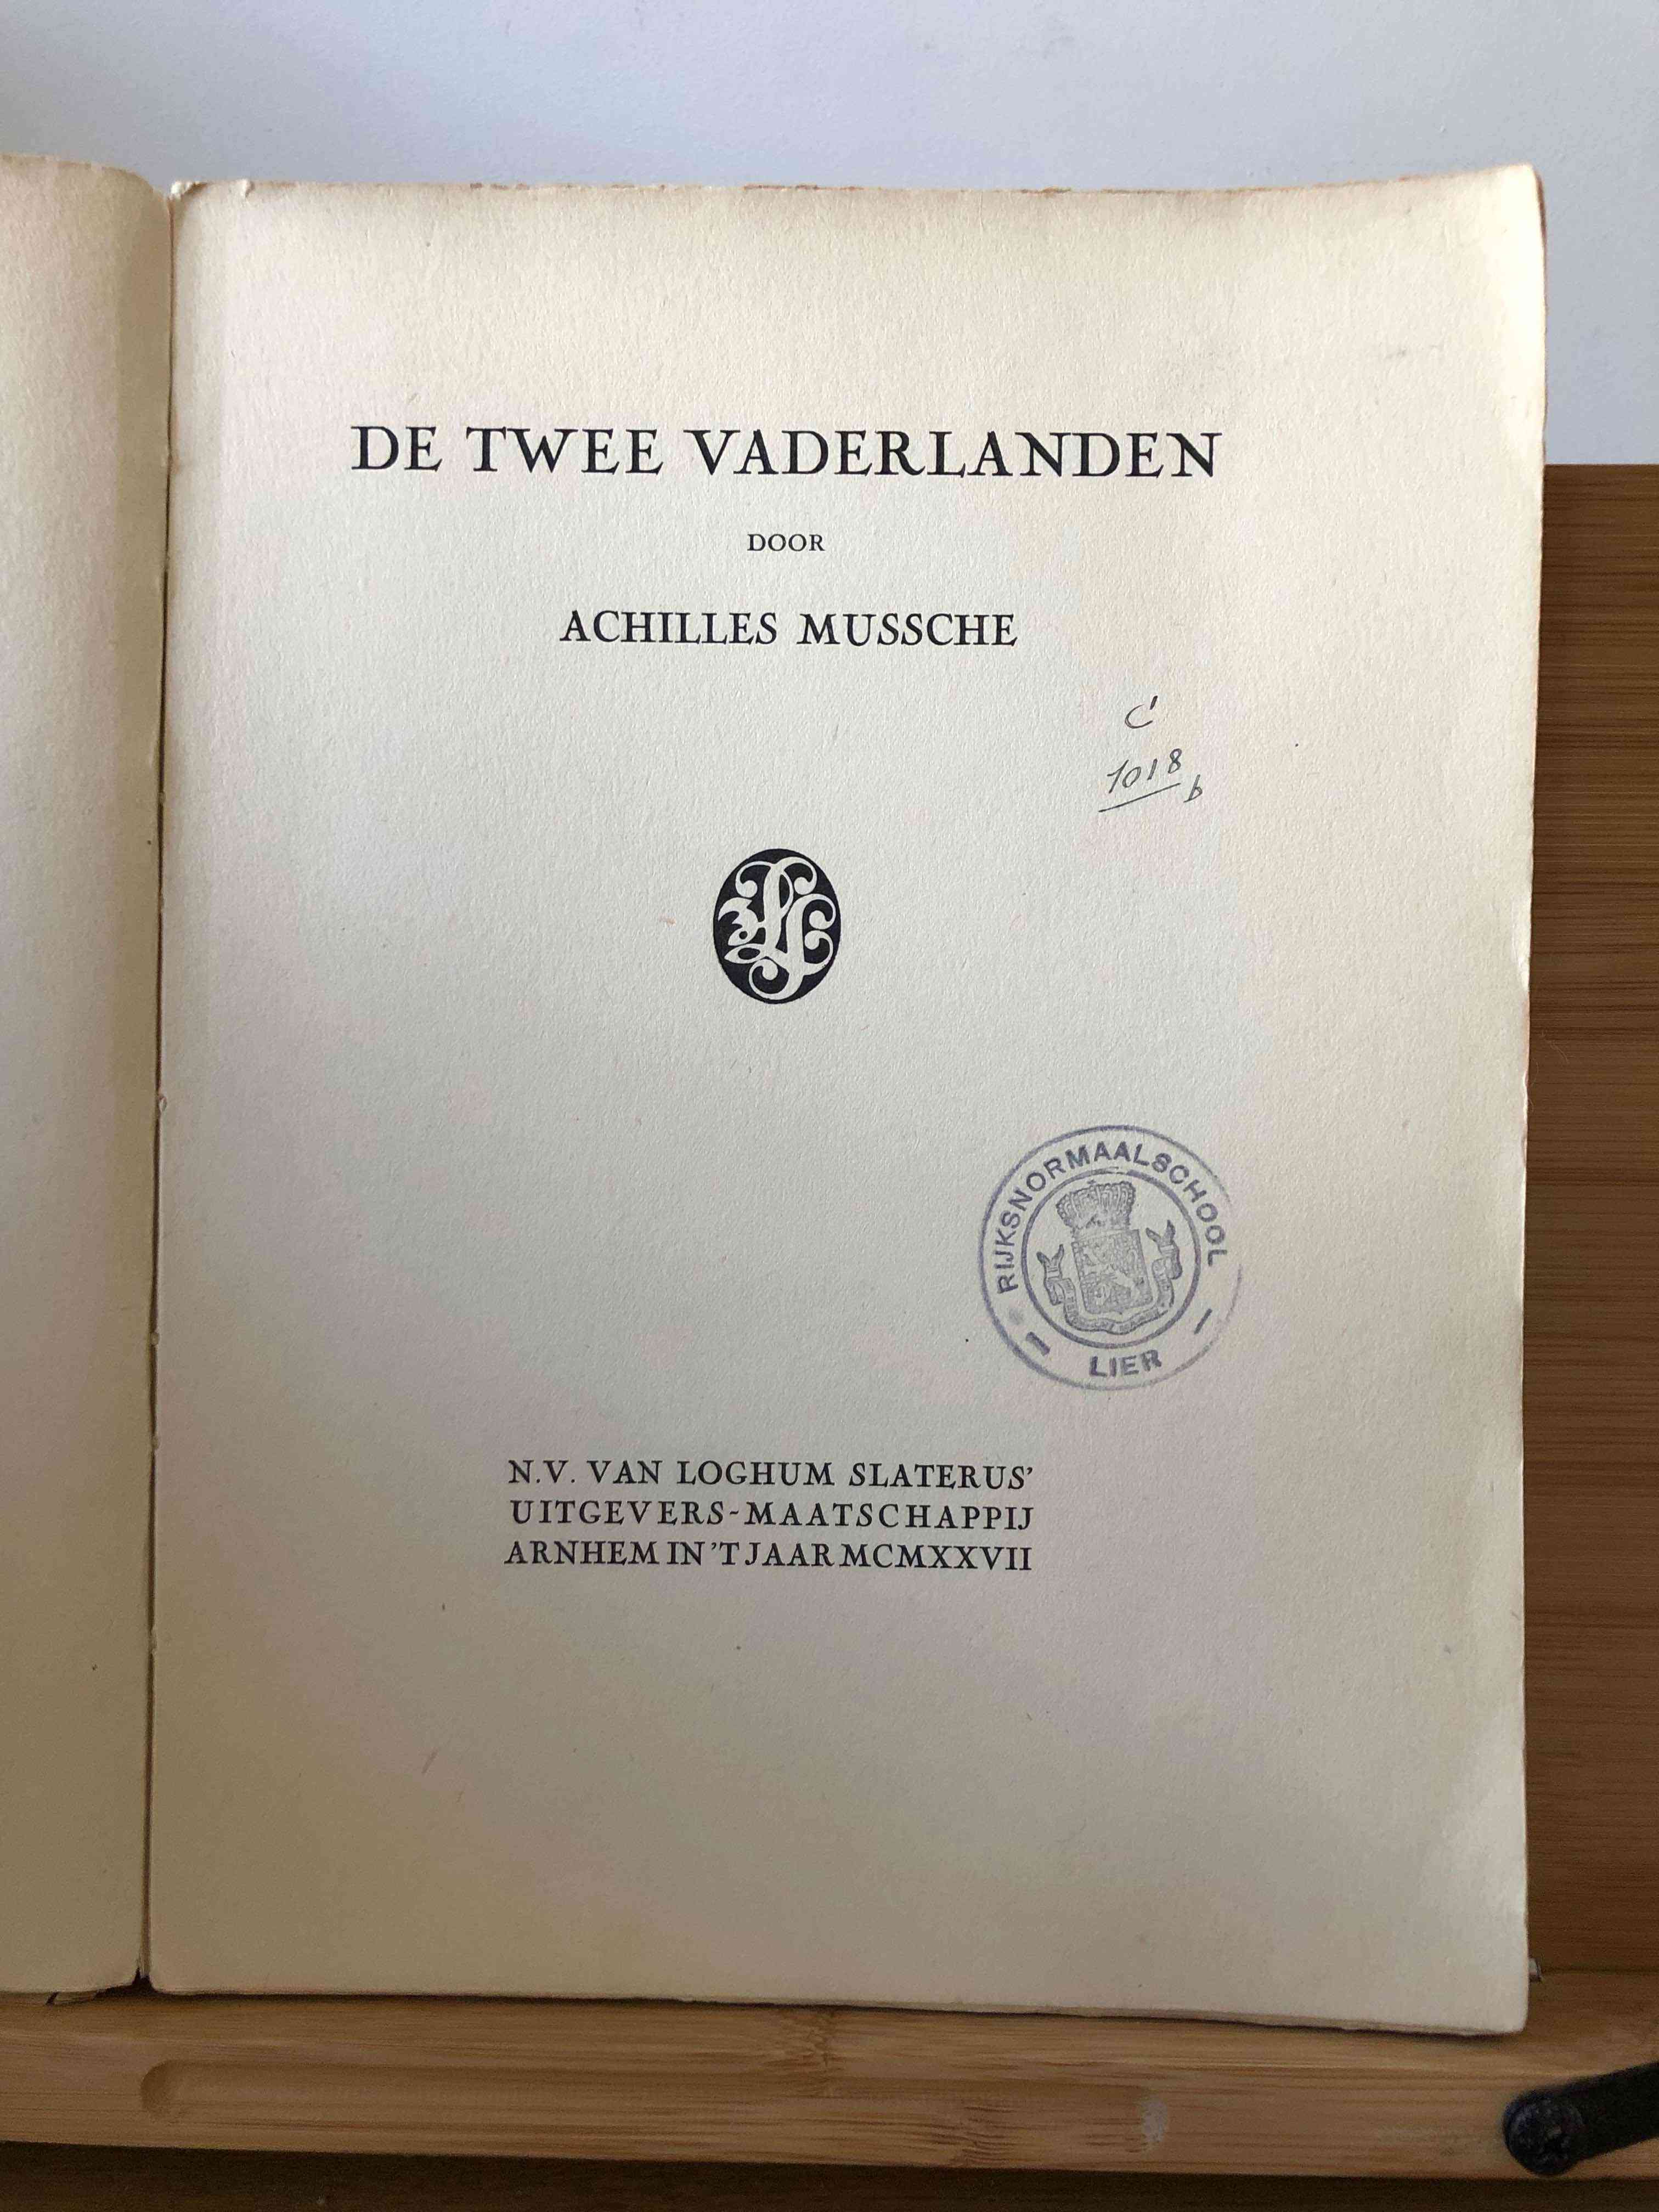 DE TWEE VADERLANDEN
DOOR
ACHILLES MUSSCHE
C'
1018 b
RIJKSNORMAALSCHOOL
LIER
N.V. VAN LOGHUM SLATERUS'
UITGEVERS-MAATSCHAPPIJ
ARNHEM IN 'T JAAR MCMXXVII